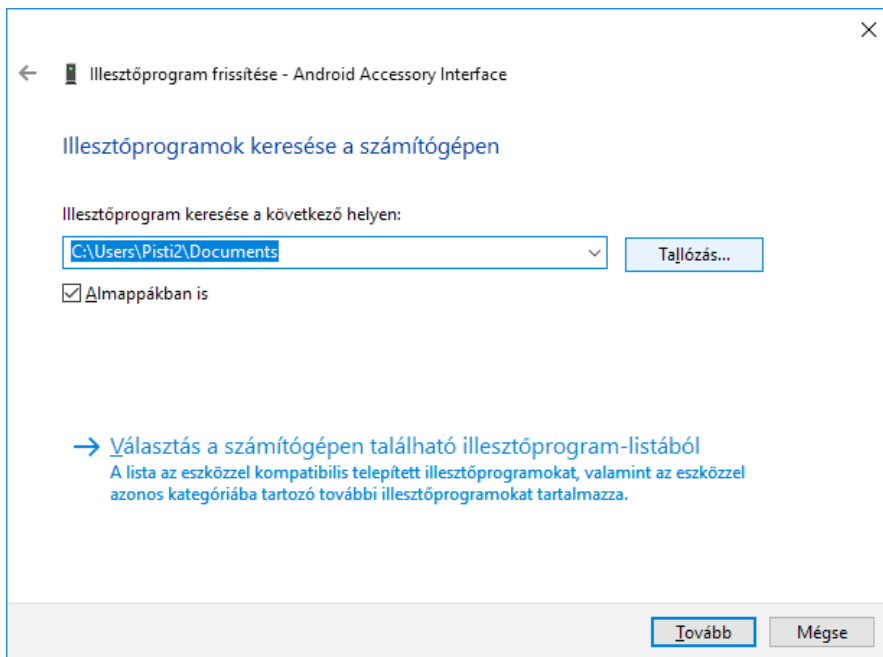 Illesztőprogram frissítése - Android Accessory Interface
Illesztőprogramok keresése a számítógépen
Illesztőprogram keresése a következő helyen:
C:\Users\Pisti2\Documents
Tallózás...
Almappákban is
Választás a számítógépen található illesztőprogram-listából
A lista az eszközzel kompatibilis telepített illesztőprogramokat, valamint az eszközzel
azonos kategóriába tartozó további illesztőprogramokat tartalmazza.
Tovább
Mégse